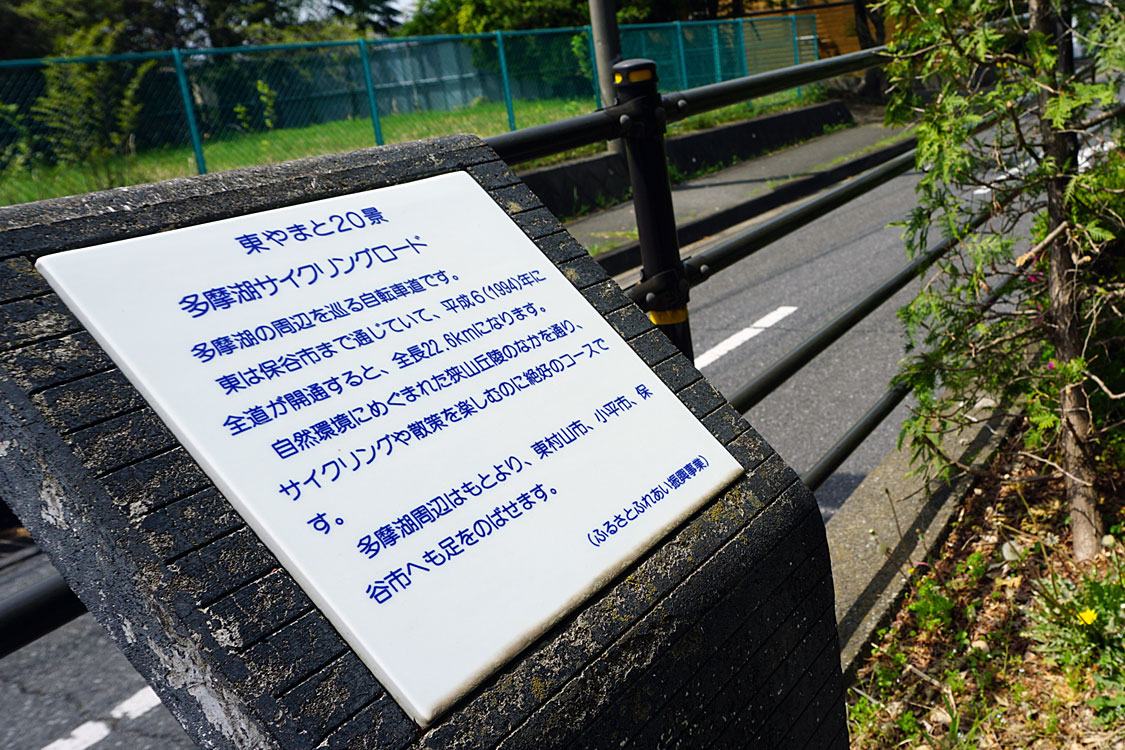 東やまと20景
多摩湖サイクリングロード
多摩湖の周辺を巡る自転車道です。
東は保谷市まで通じていて、平成6(1994)年に
全道が開通すると、全長22.6kmになります。
自然環境にめぐまれた狭山丘陵のなかを通り、
サイクリングや散策を楽しむのに絶好のコースで
す。
多摩湖周辺はもとより、東村山市、小平市、保
谷市へも足をのばせます。
(ふるさとふれあい振興事業)